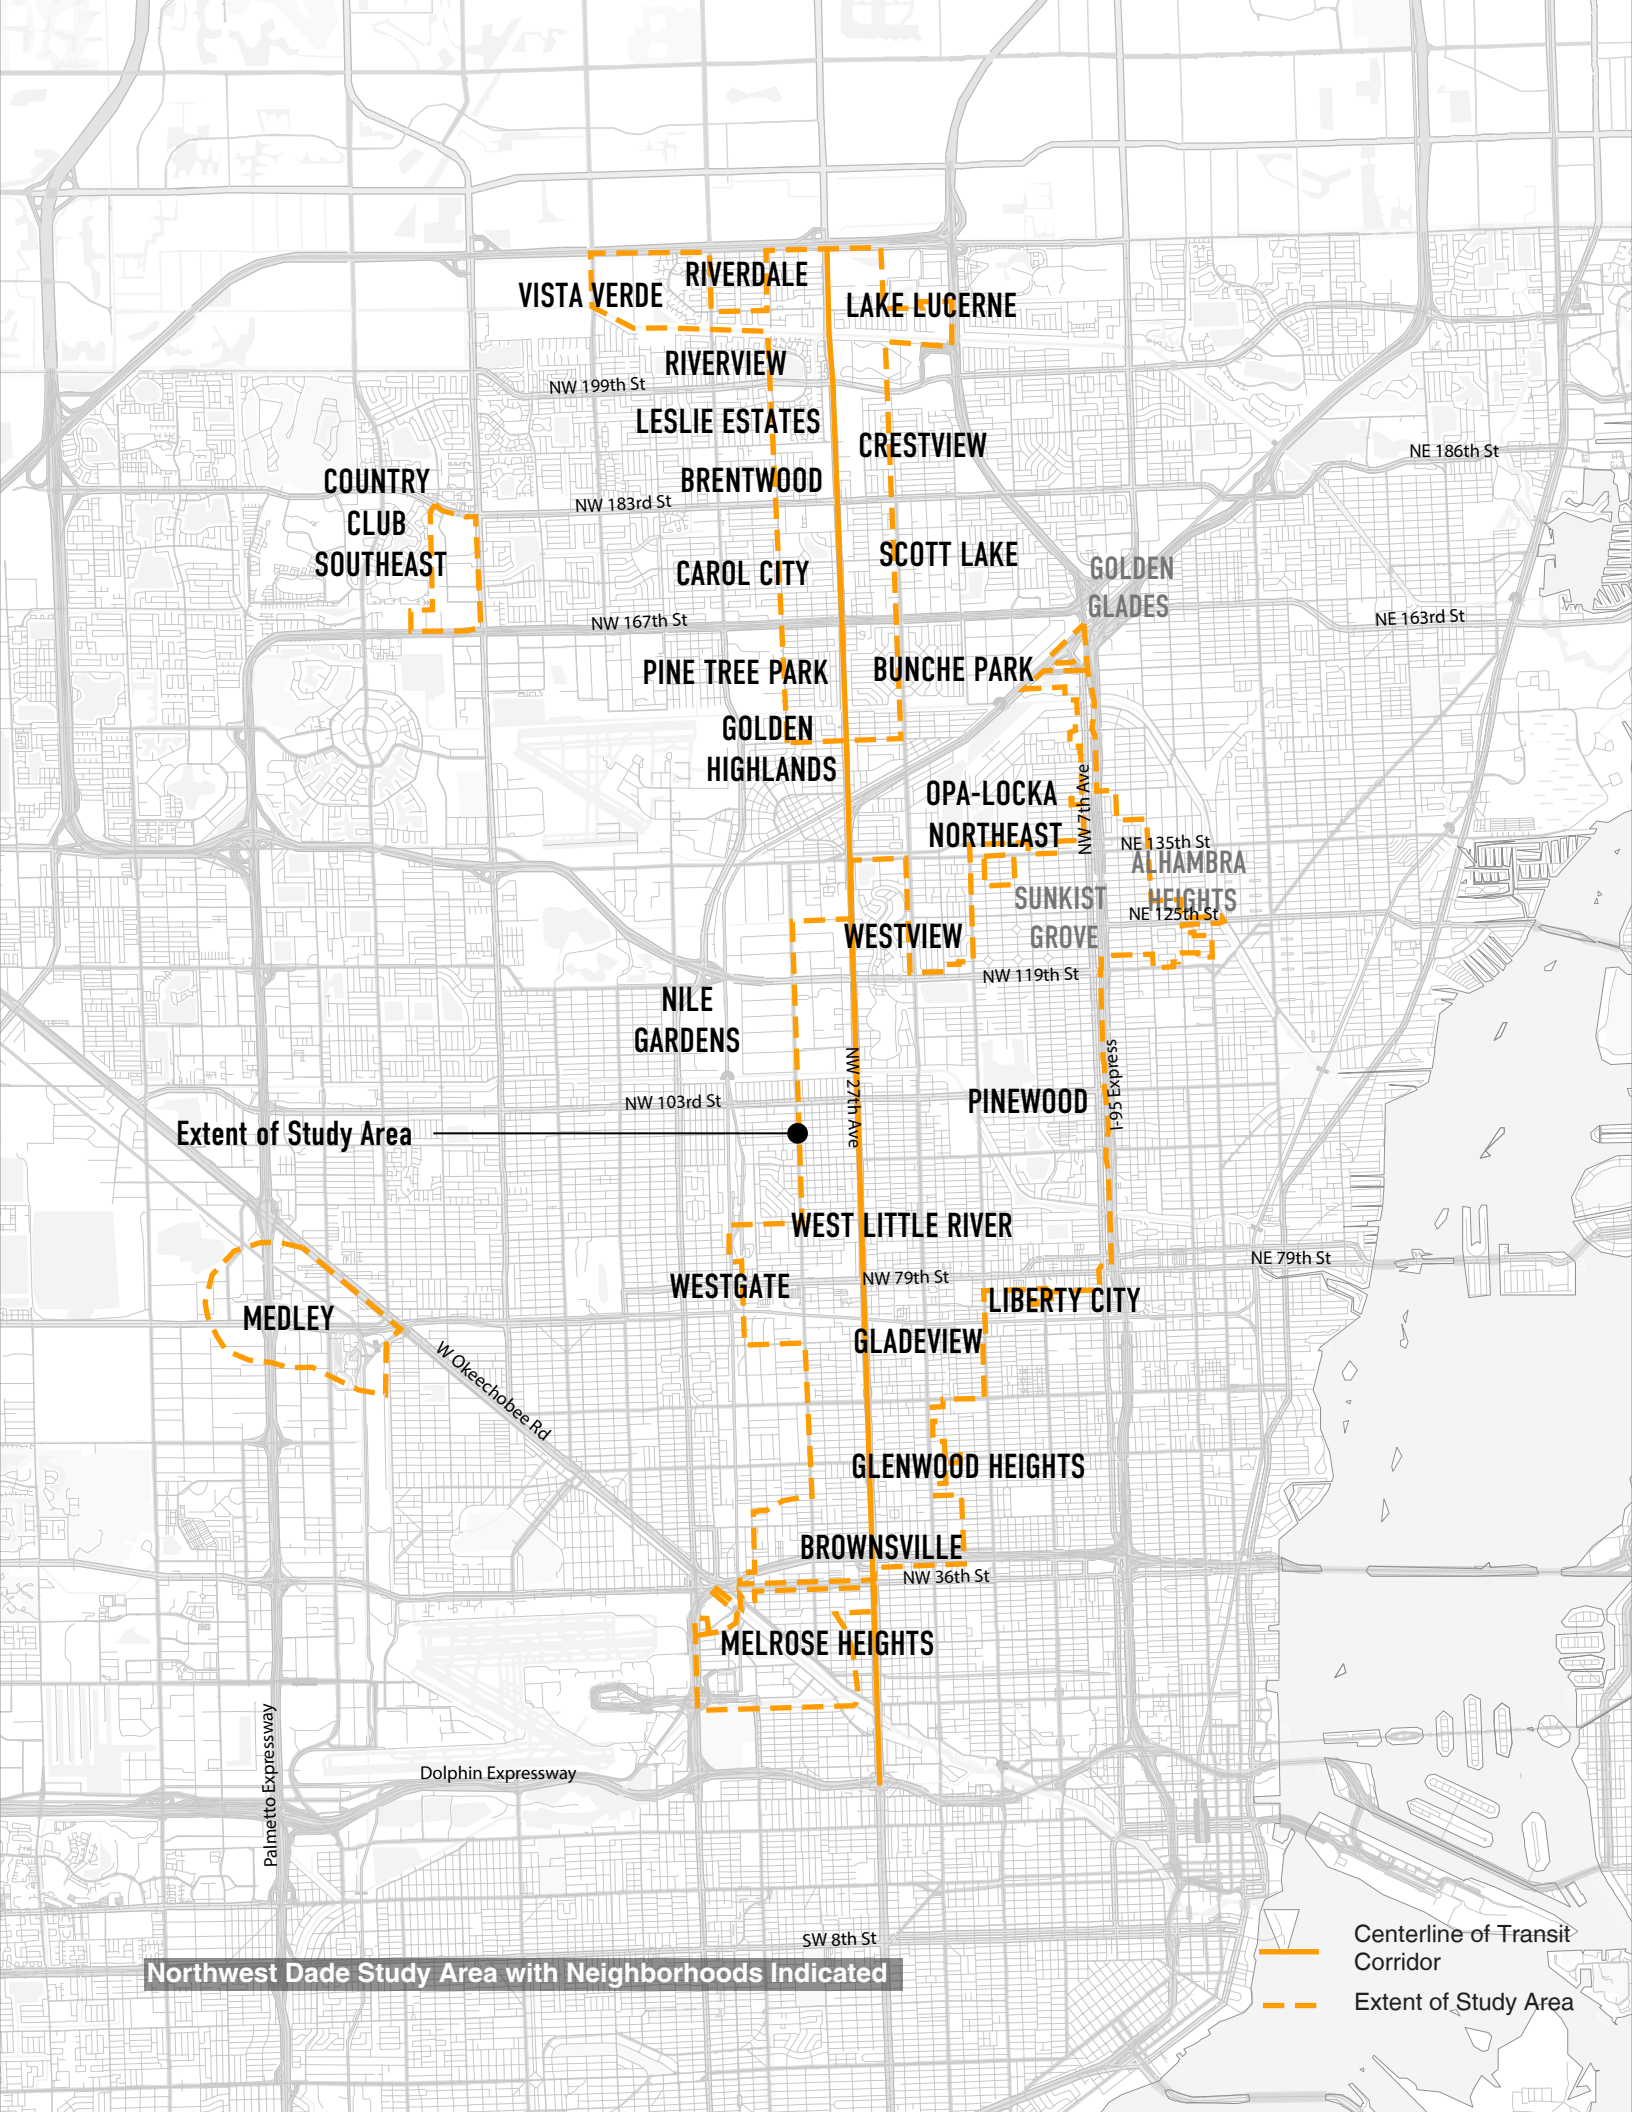 RIVERDALE
VISTA VERDE
LAKE LUCERNE
RIVERVIEW
NW 199th St
LESLIE ESTATES
CRESTVIEW
NE 186th St
BRENTWOOD
COUNTRY
CLUB
SOUTHEAST
NW 183rd St
SCOTT LAKE
GOLDEN
GLADES
CAROL CITY
NW 167th St
NE 163rd St
PINE TREE PARK
BUNCHE PARK
GOLDEN
HIGHLANDS
NW 7th Ave
OPA-LOCKA
NORTHEAST
NE 135th St
ALHAMBRA
HEIGHTS
SUNKIST
GROVE
NE 125th St
WESTVIEW
NW 119th St
NILE
GARDENS
NW 27th Ave
I-95 Express
PINEWOOD
NW 103rd St
Extent of Study Area
WEST LITTLE RIVER
NE 79th St
WESTGATE
NW 79th St
LIBERTY CITY
MEDLEY
GLADEVIEW
W Okeechobee Rd
GLENWOOD HEIGHTS
BROWNSVILLE
NW 36th St
MELROSE HEIGHTS
Palmetto Expressway
Dolphin Expressway
SW 8th St
Northwest Dade Study Area with Neighborhoods Indicated
Centerline of Transit
Corridor
Extent of Study Area